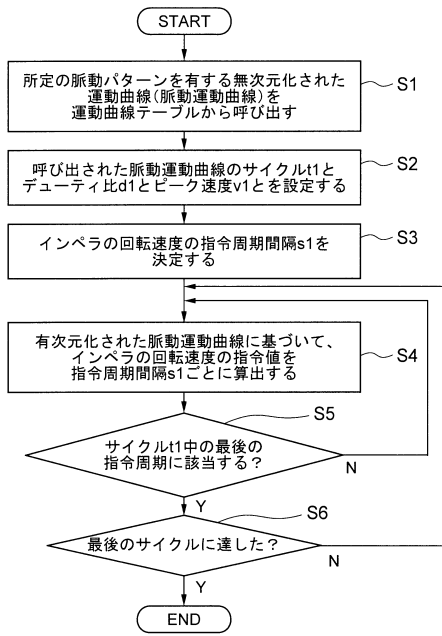 START
所定の脈動パターンを有する無次元化された
運動曲線(脈動運動曲線)を
運動曲線テーブルから呼び出す
S1
呼び出された脈動運動曲線のサイクルt1と
デューティ比d1とピーク速度v1とを設定する
S2
インペラの回転速度の指令周期間隔s1を
決定する
S3
有次元化された脈動運動曲線に基づいて、
インペラの回転速度の指令値を
指令周期間隔s1ごとに算出する
S4
サイクルt1中の最後の
指令周期に該当する？
S5
N
Y
最後のサイクルに達した？
S6
N
Y
END